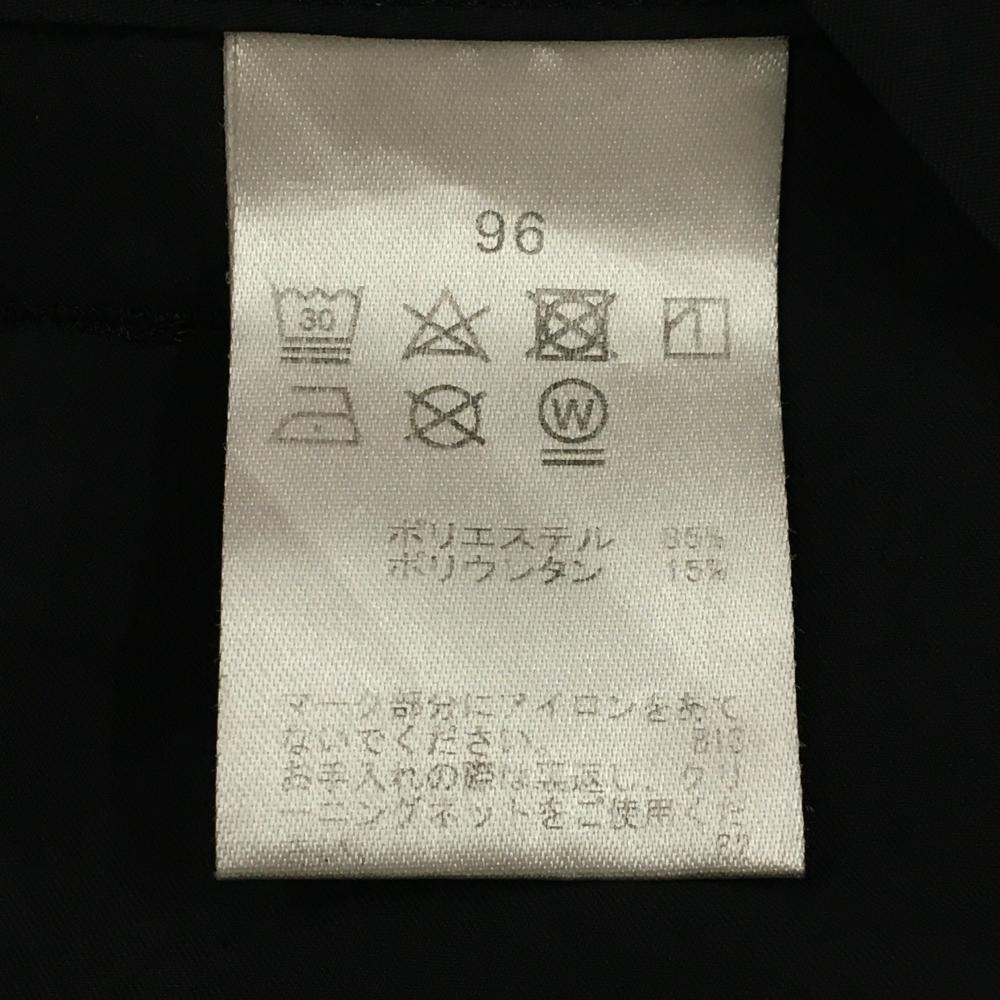 96
30
W
ポリエステル 85%
ポリウレタン 15%
マーク部分にアイロンをあて
ないでください。 B13
お手入れの際は裏返し、クリ
ーニングネットをご使用くだ
さい。